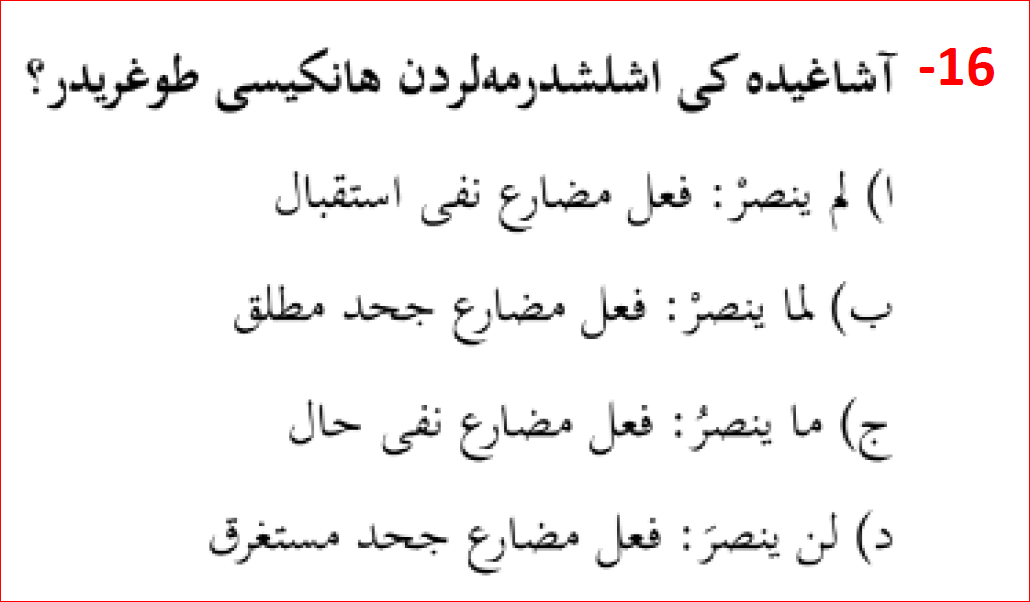 16- آشاغیده کی اشلشدرمه‌لردن هانکیسی طوغریدر؟
ا) لم ینصرْ: فعل مضارع نفی استقبال
ب) لما ینصرْ: فعل مضارع جحد مطلق
ج) ما ینصرُ: فعل مضارع نفی حال
د) لن ینصرَ: فعل مضارع جحد مستغرق